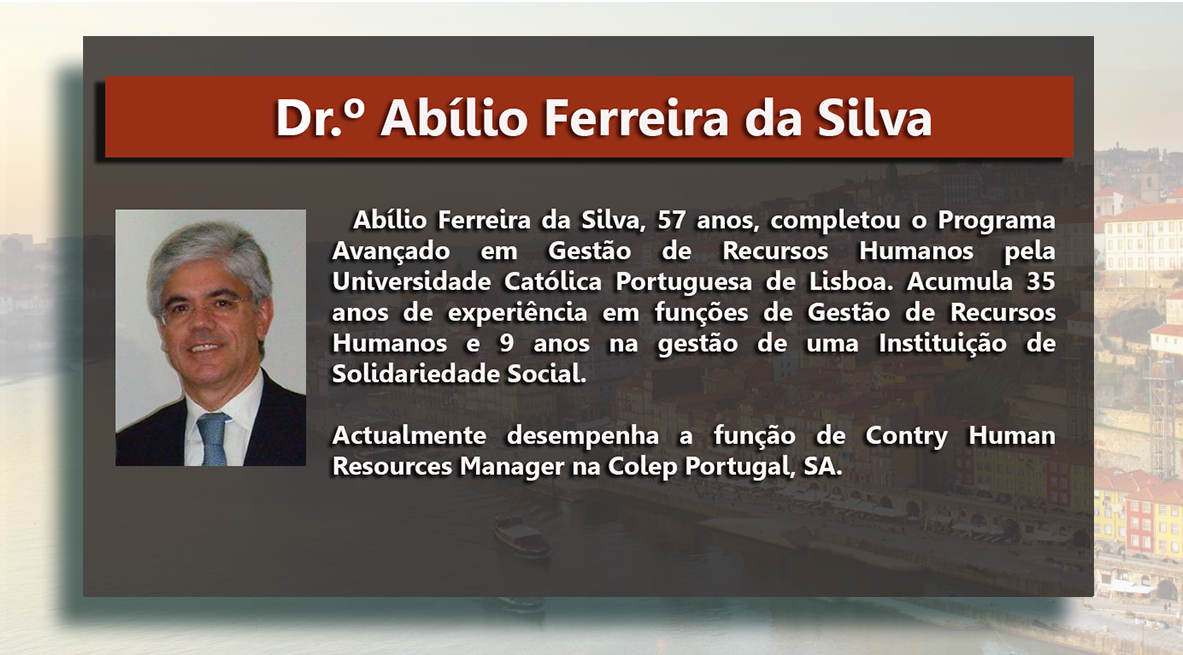 Dr.º Abílio Ferreira da Silva
Abílio Ferreira da Silva, 57 anos, completou o Programa
Avançado em Gestão de Recursos Humanos pela
Universidade Católica Portuguesa de Lisboa. Acumula 35
anos de experiência em funções de Gestão de Recursos
Humanos e 9 anos na gestão de uma Instituição de
Solidariedade Social.
Actualmente desempenha a função de Contry Human
Resources Manager na Colep Portugal, SA.